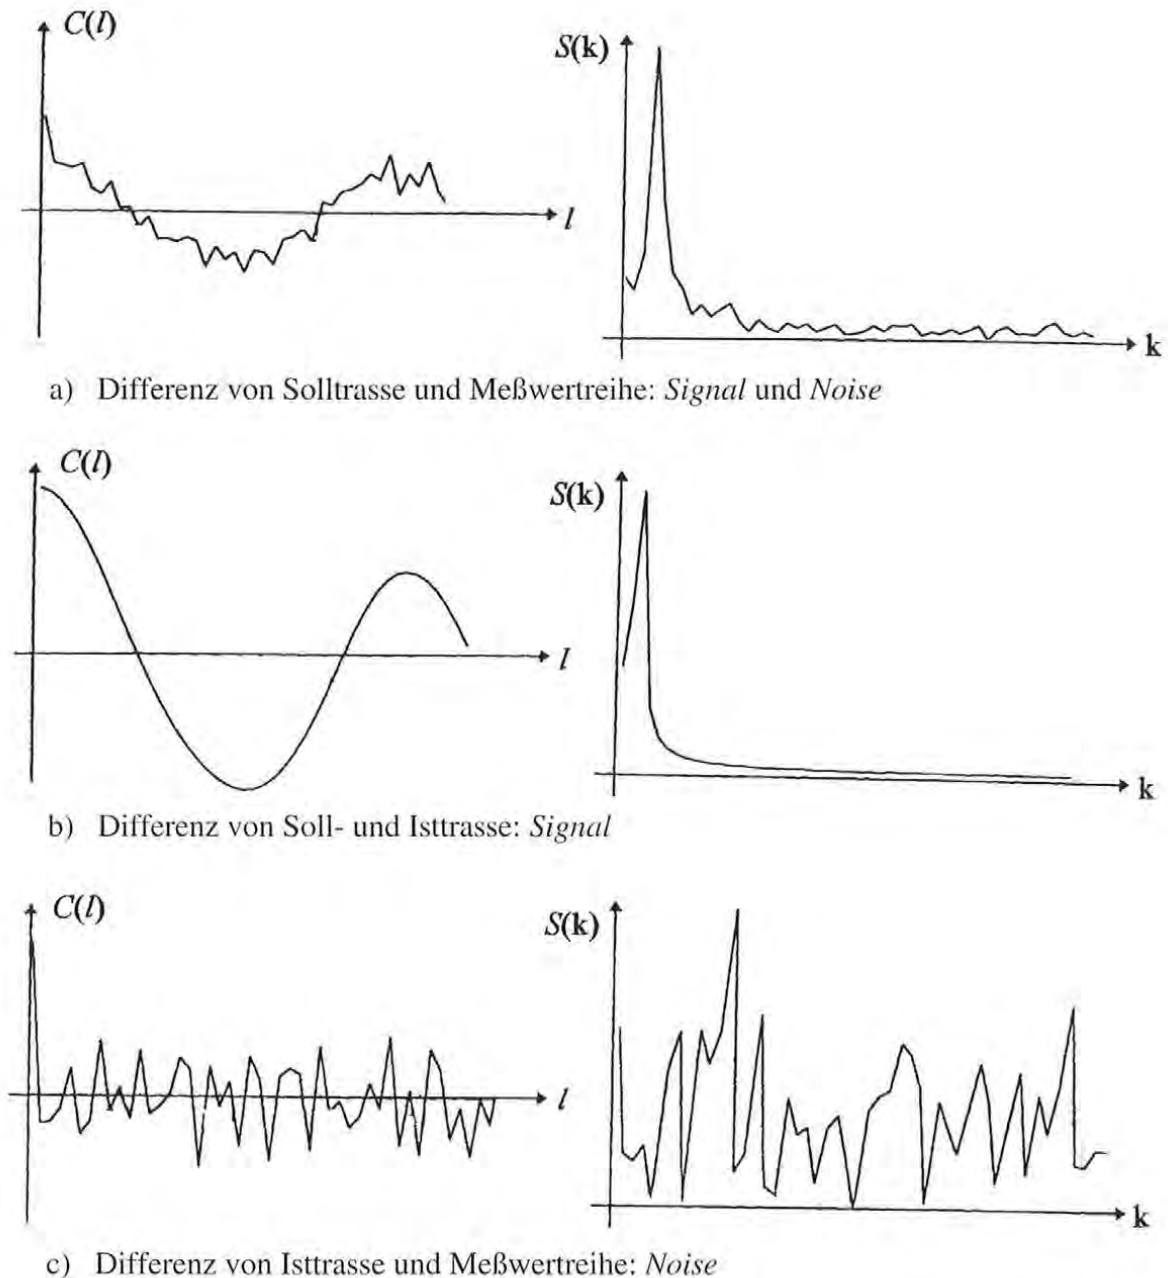 C(l)
S(k)
l
k
a) Differenz von Solltrasse und Meßwertreihe: Signal und Noise
C(l)
S(k)
l
k
b) Differenz von Soll- und Isttrasse: Signal
C(l)
S(k)
l
k
c) Differenz von Isttrasse und Meßwertreihe: Noise